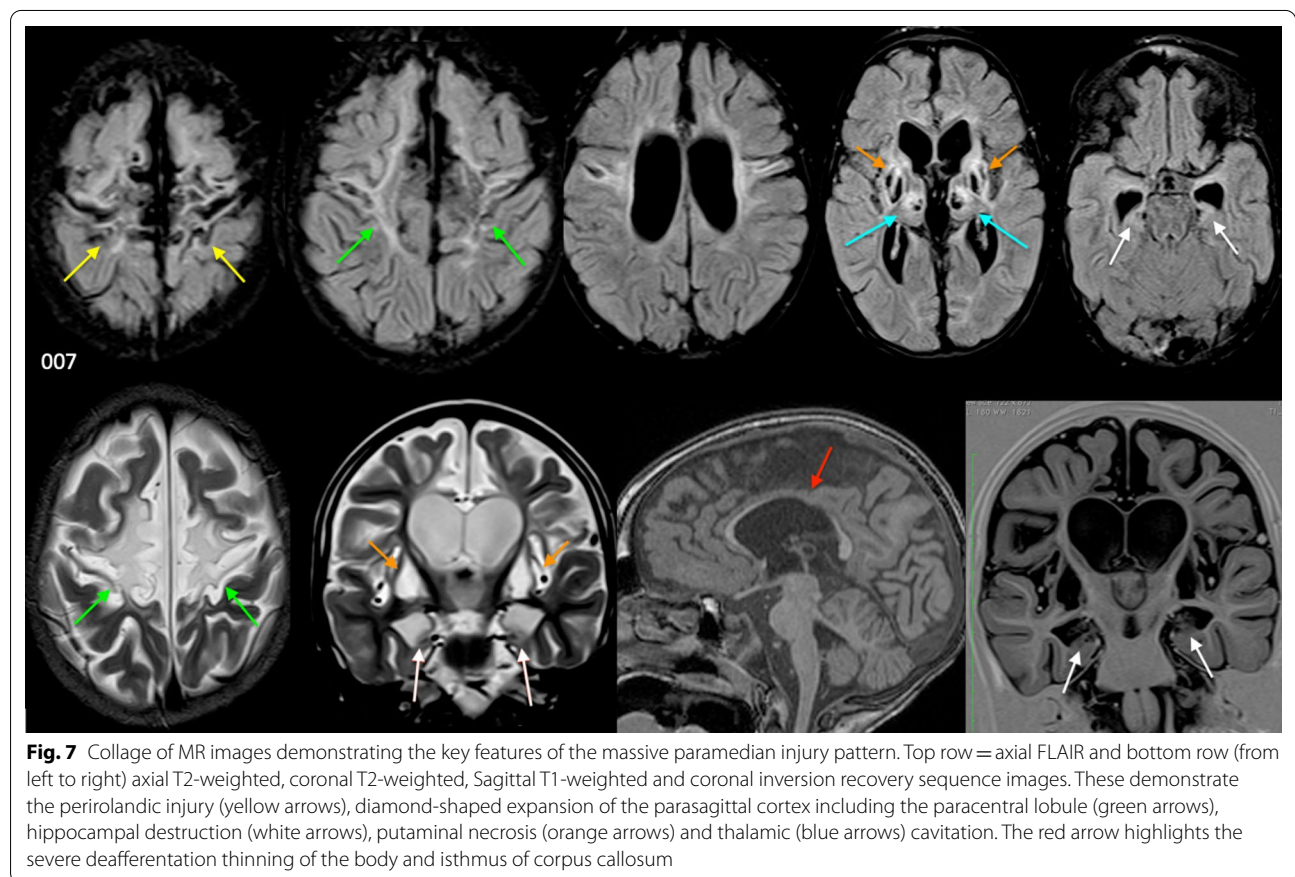 007
L: 160 WW: 1621
Fig. 7 Collage of MR images demonstrating the key features of the massive paramedian injury pattern. Top row = axial FLAIR and bottom row (from
left to right) axial T2-weighted, coronal T2-weighted, Sagittal T1-weighted and coronal inversion recovery sequence images. These demonstrate
the perirolandic injury (yellow arrows), diamond-shaped expansion of the parasagittal cortex including the paracentral lobule (green arrows),
hippocampal destruction (white arrows), putaminal necrosis (orange arrows) and thalamic (blue arrows) cavitation. The red arrow highlights the
severe deafferentation thinning of the body and isthmus of corpus callosum